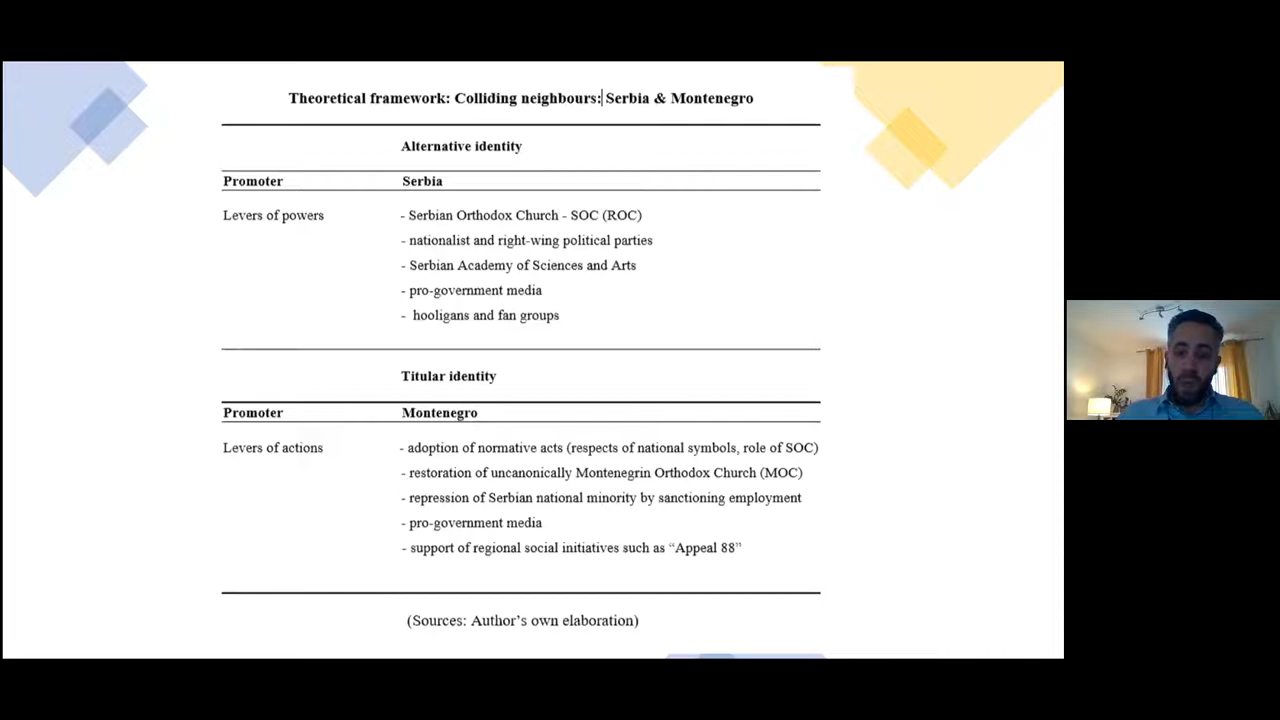 Theoretical framework: Colliding neighbours: Serbia & Montenegro
Alternative identity
Promoter Serbia
Levers of powers - Serbian Orthodox Church - SOC (ROC)
- nationalist and right-wing political parties
- Serbian Academy of Sciences and Arts
- pro-government media
- hooligans and fan groups
Titular identity
Promoter Montenegro
Levers of actions - adoption of normative acts (respects of national symbols, role of SOC)
- restoration of uncanonically Montenegrin Orthodox Church (MOC)
- repression of Serbian national minority by sanctioning employment
- pro-government media
- support of regional social initiatives such as “Appeal 88”
(Sources: Author’s own elaboration)